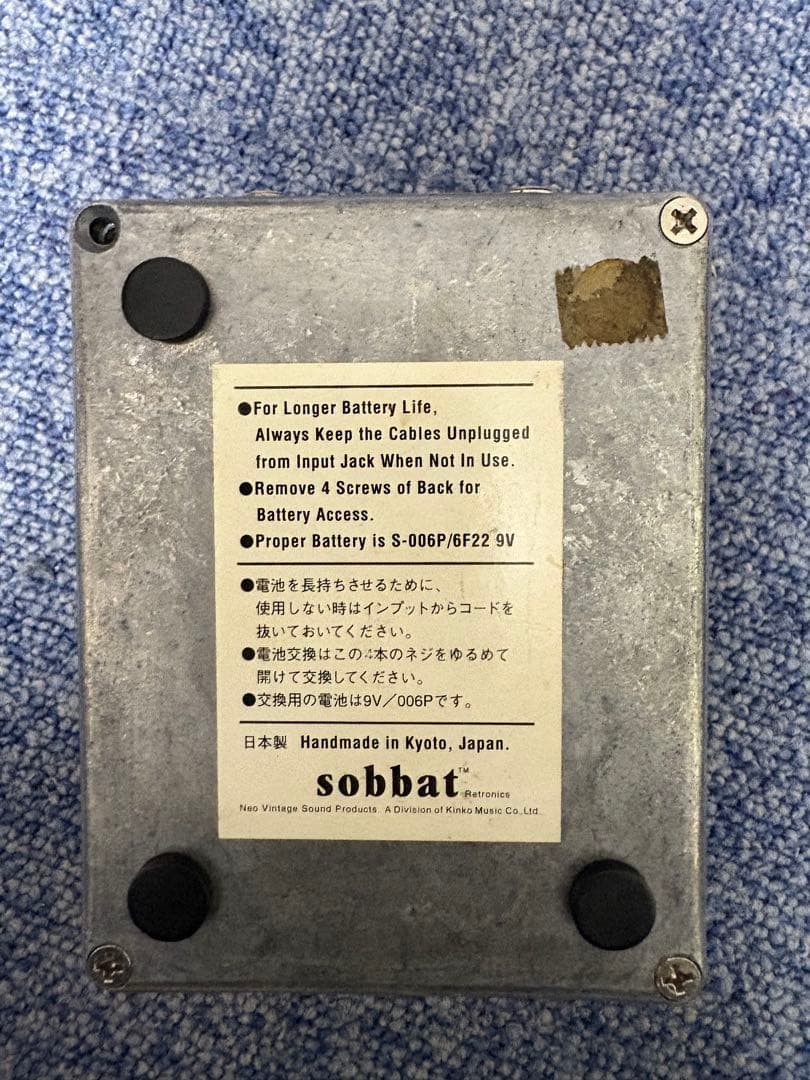 ●For Longer Battery Life,
Always Keep the Cables Unplugged
from Input Jack When Not In Use.
●Remove 4 Screws of Back for
Battery Access.
●Proper Battery is S-006P/6F22 9V
●電池を長持ちさせるために、
使用しない時はインプットからコードを
抜いておいてください。
●電池交換はこの4本のネジをゆるめて
開けて交換してください。
●交換用の電池は9V／006Pです。
日本製 Handmade in Kyoto, Japan.
sobbat™ Retronics
Neo Vintage Sound Products. A Division of Kinko Music Co.,Ltd.